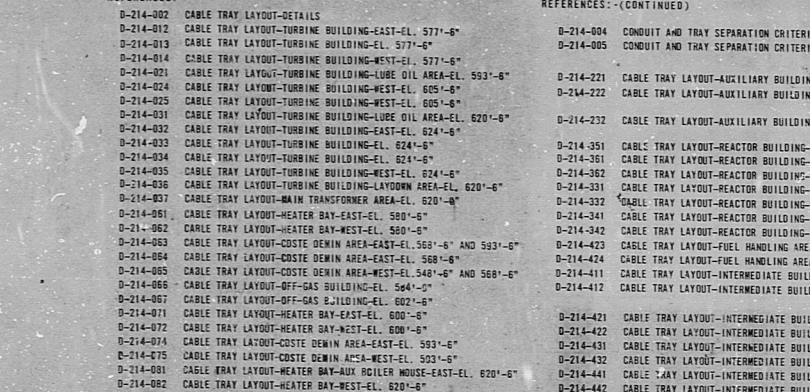 D-214-002 CABLE TRAY LAYOUT-DETAILS
D-214-012 CABLE TRAY LAYOUT-TURBINE BUILDING-EAST-EL. 577'-6"
D-214-013 CABLE TRAY LAYOUT-TURBINE BUILDING-EL. 577'-6"
D-214-014 CABLE TRAY LAYOUT-TURBINE BUILDING-WEST-EL. 577'-6"
D-214-021 CABLE TRAY LAYOUT-TURBINE BUILDING-LUBE OIL AREA-EL. 593'-6"
D-214-024 CABLE TRAY LAYOUT-TURBINE BUILDING-WEST-EL. 605'-6"
D-214-025 CABLE TRAY LAYOUT-TURBINE BUILDING-WEST-EL. 605'-6"
D-214-031 CABLE TRAY LAYOUT-TURBINE BUILDING-LUBE OIL AREA-EL. 620'-6"
D-214-032 CABLE TRAY LAYOUT-TURBINE BUILDING-EAST-EL. 624'-6"
D-214-033 CABLE TRAY LAYOUT-TURBINE BUILDING-EL. 624'-6"
D-214-034 CABLE TRAY LAYOUT-TURBINE BUILDING-EL. 624'-6"
D-214-035 CABLE TRAY LAYOUT-TURBINE BUILDING-WEST-EL. 624'-6"
D-214-036 CABLE TRAY LAYOUT-TURBINE BUILDING-LAYDOWN AREA-EL. 620'-6"
D-214-037 CABLE TRAY LAYOUT-MAIN TRANSFORMER AREA-EL. 620'-0"
D-214-061 CABLE TRAY LAYOUT-HEATER BAY-EAST-EL. 580'-6"
D-214-062 CABLE TRAY LAYOUT-HEATER BAY-WEST-EL. 580'-6"
D-214-063 CABLE TRAY LAYOUT-COSTE DEMIN AREA-EAST-EL. 568'-6" AND 593'-6"
D-214-064 CABLE TRAY LAYOUT-COSTE DEMIN AREA-EAST-EL. 568'-6"
D-214-065 CABLE TRAY LAYOUT-COSTE DEMIN AREA-WEST-EL. 548'-6" AND 568'-6"
D-214-066 CABLE TRAY LAYOUT-OFF-GAS BUILDING-EL.
D-214-067 CABLE TRAY LAYOUT-OFF-GAS BUILDING-EL. 602'-6"
D-214-071 CABLE TRAY LAYOUT-HEATER BAY-EAST-EL. 600'-6"
D-214-072 CABLE TRAY LAYOUT-HEATER BAY-WEST-EL. 600'-6"
D-214-074 CABLE TRAY LAYOUT-COSTE DEMIN AREA-EAST-EL. 593'-6"
D-214-075 CABLE TRAY LAYOUT-COSTE DEMIN AREA-WEST-EL. 593'-6"
D-214-081 CABLE TRAY LAYOUT-HEATER BAY-AUX BOILER HOUSE-EAST-EL. 620'-6"
D-214-082 CABLE TRAY LAYOUT-HEATER BAY-WEST-EL. 620'-6"
REFERENCES:-(CONTINUED)
D-214-004 CONDUIT AND TRAY SEPARATION CRITERI
D-214-005 CONDUIT AND TRAY SEPARATION CRITERI
D-214-221 CABLE TRAY LAYOUT-AUXILIARY BUILDIN
D-214-222 CABLE TRAY LAYOUT-AUXILIARY BUILDIN
D-214-232 CABLE TRAY LAYOUT-AUXILIARY BUILDIN
D-214-351 CABLE TRAY LAYOUT-REACTOR BUILDING-
D-214-361 CABLE TRAY LAYOUT-REACTOR BUILDING-
D-214-362 CABLE TRAY LAYOUT-REACTOR BUILDING-
D-214-331 CABLE TRAY LAYOUT-REACTOR BUILDING-
D-214-332 CABLE TRAY LAYOUT-REACTOR BUILDING-
D-214-341 CABLE TRAY LAYOUT-REACTOR BUILDING-
D-214-342 CABLE TRAY LAYOUT-REACTOR BUILDING-
D-214-423 CABLE TRAY LAYOUT-FUEL HANDLING ARE
D-214-424 CABLE TRAY LAYOUT-FUEL HANDLING ARE
D-214-411 CABLE TRAY LAYOUT-INTERMEDIATE BUIL
D-214-412 CABLE TRAY LAYOUT-INTERMEDIATE BUIL
D-214-421 CABLE TRAY LAYOUT-INTERMEDIATE BUIL
D-214-422 CABLE TRAY LAYOUT-INTERMEDIATE BUIL
D-214-431 CABLE TRAY LAYOUT-INTERMEDIATE BUIL
D-214-432 CABLE TRAY LAYOUT-INTERMEDIATE BUIL
D-214-441 CABLE TRAY LAYOUT-INTERMEDIATE BUIL
D-214-442 CABLE TRAY LAYOUT-INTERMEDIATE BUIL